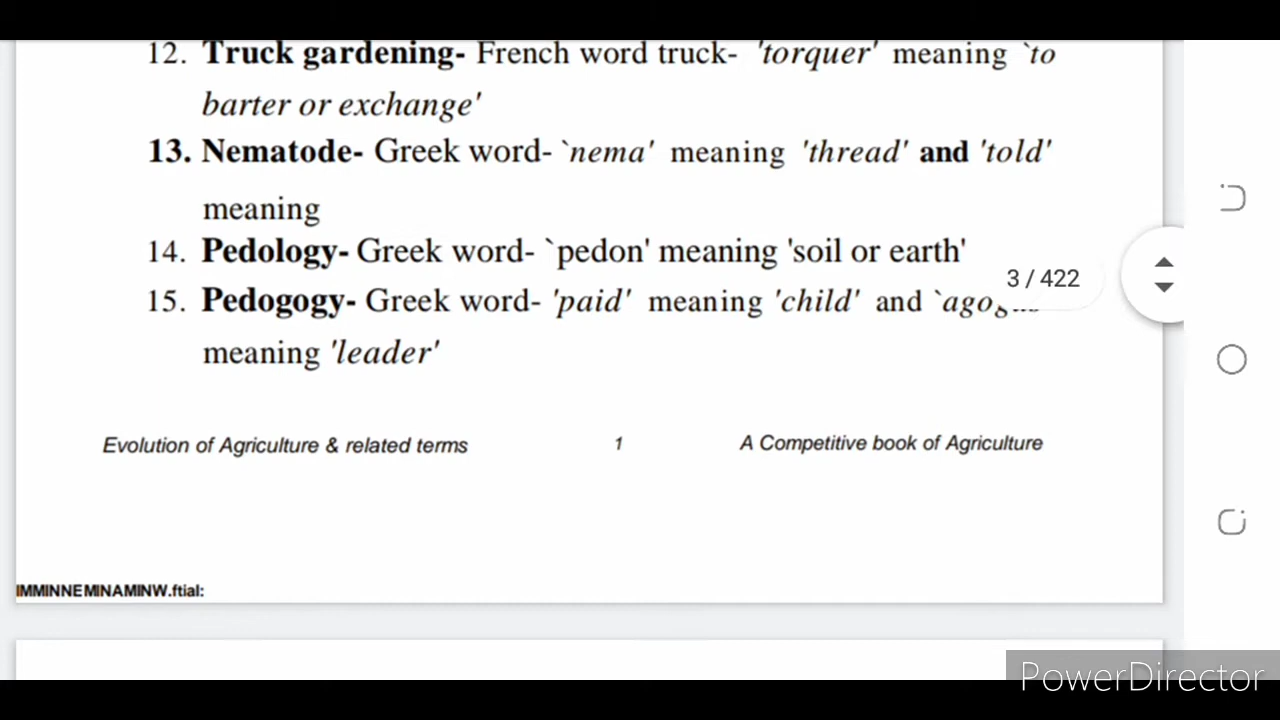 12. Truck gardening- French word truck- 'torquer' meaning `to
barter or exchange'
13. Nematode- Greek word- `nema' meaning 'thread' and 'told'
meaning
14. Pedology- Greek word- `pedon' meaning 'soil or earth'
3 / 422
15. Pedogogy- Greek word- 'paid' meaning 'child' and
meaning 'leader'
Evolution of Agriculture & related terms 1 A Competitive book of Agriculture
IMMINNEMINAMINW.ftial:
PowerDirector